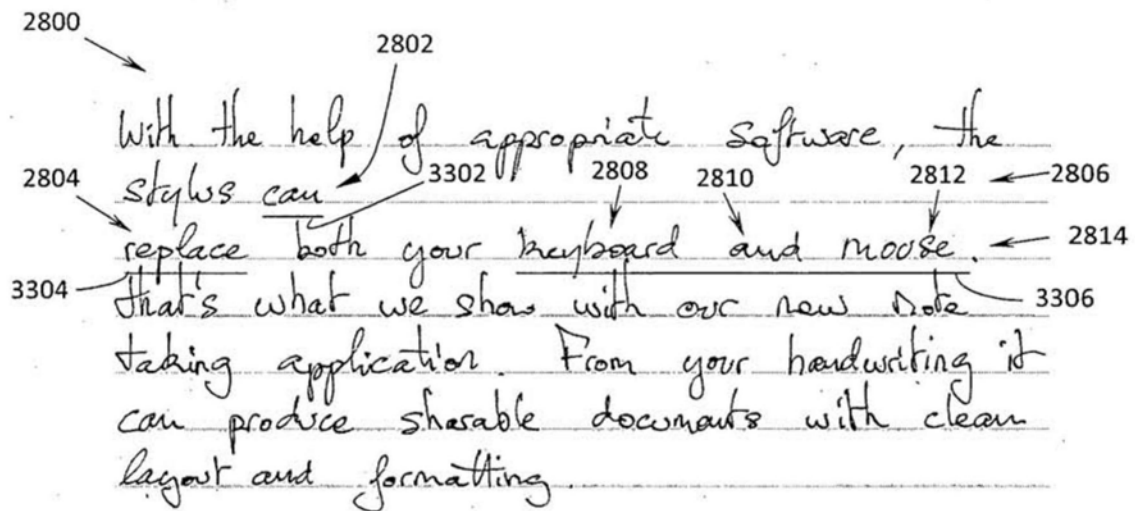 2800
2802
With the help of appropriate software, the
2804 stylus can 3302 2808 2810 2812 2806
replace both your keyboard and mouse. 2814
3304 3306
that's what we show with our new note
taking application. From your handwriting it
can produce sharable documents with clean
layout and formatting.